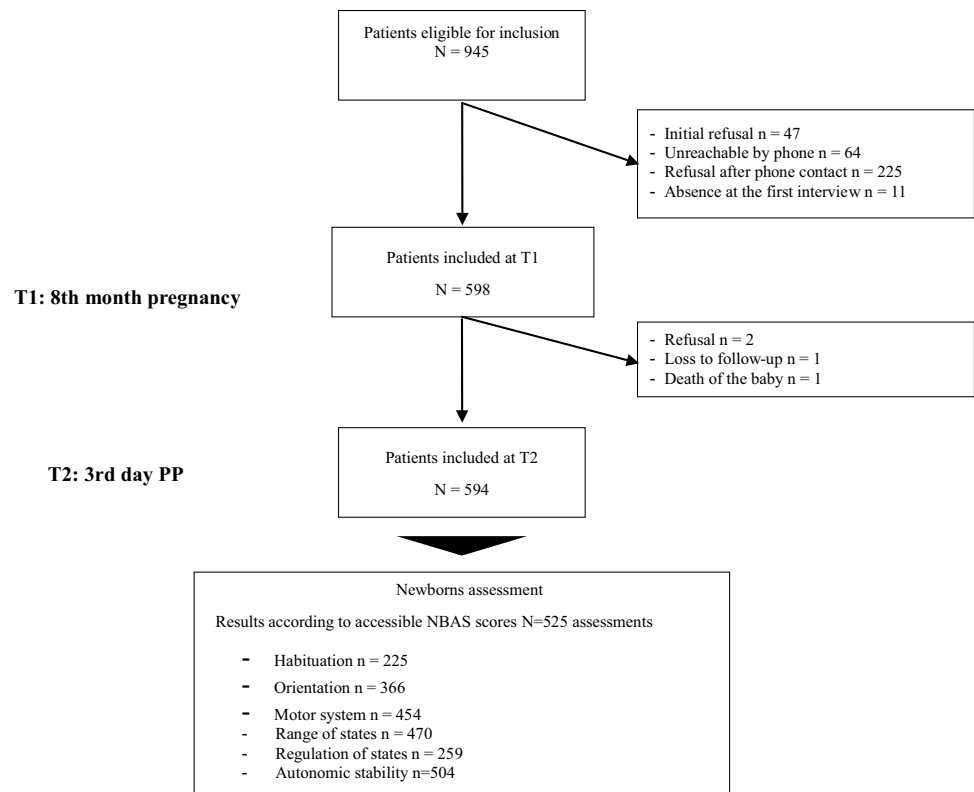 Patients eligible for inclusion
N = 945
- Initial refusal n = 47
- Unreachable by phone n = 64
- Refusal after phone contact n = 225
- Absence at the first interview n = 11
Patients included at T1
N = 598
T1: 8th month pregnancy
- Refusal n = 2
- Loss to follow-up n = 1
- Death of the baby n = 1
Patients included at T2
N = 594
T2: 3rd day PP
Newborns assessment
Results according to accessible NBAS scores N=525 assessments
- Habituation n = 225
- Orientation n = 366
- Motor system n = 454
- Range of states n = 470
- Regulation of states n = 259
- Autonomic stability n=504